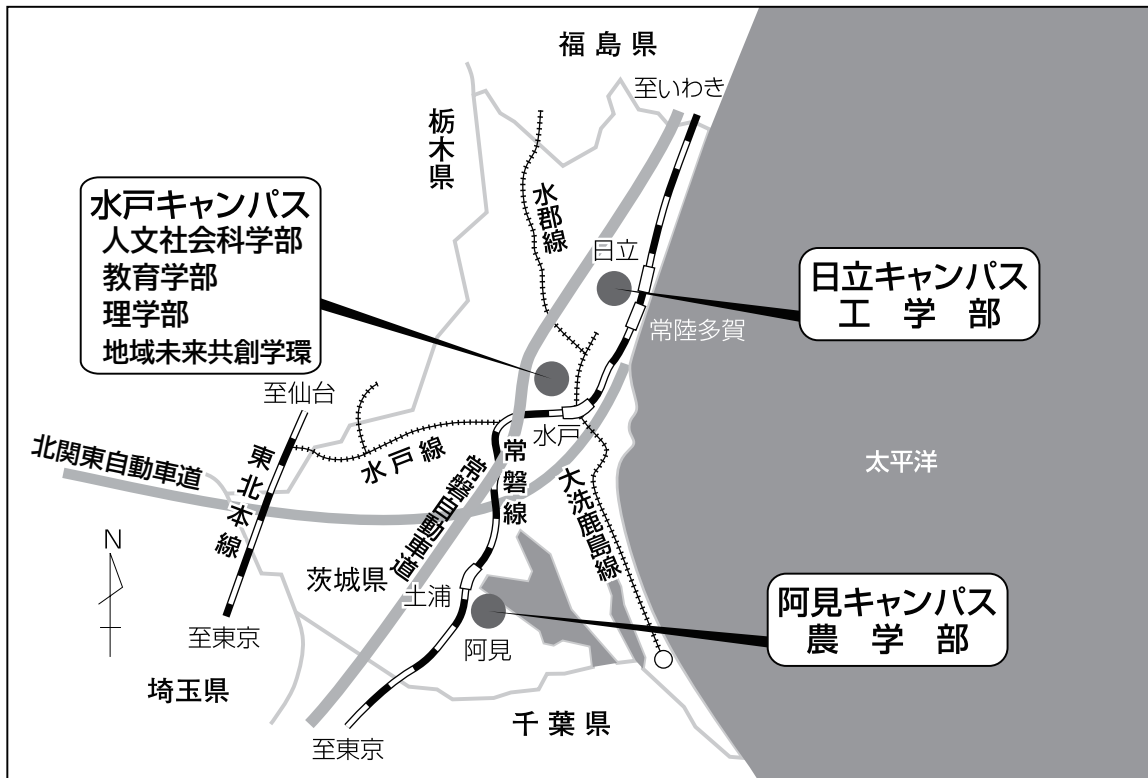 福島県
至いわき
栃木県
水戸キャンパス
人文社会科学部
教育学部
理学部
地域未来共創学環
水郡線
日立
日立キャンパス
工学部
常陸多賀
至仙台
水戸
北関東自動車道
東北本線
水戸線
常磐自動車道
常磐線
大洗鹿島線
太平洋
N
茨城県
土浦
阿見
阿見キャンパス
農学部
至東京
埼玉県
千葉県
至東京